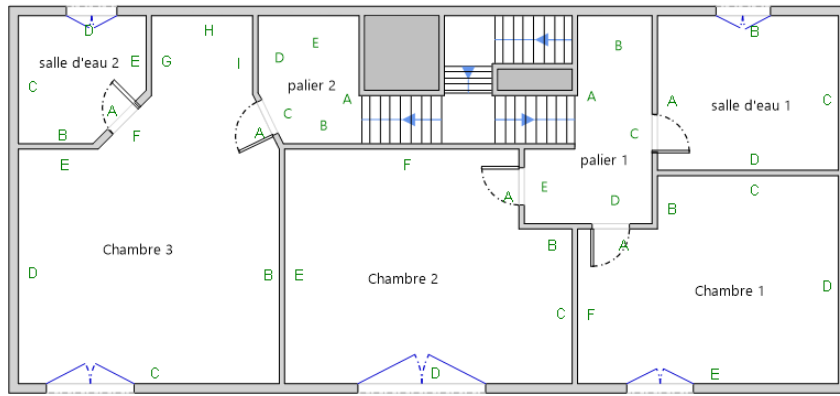 D
H
B
E
B
salle d'eau 2
E
G
I
D
palier 2
C
A
A
A
C
salle d'eau 1
A
C
B
A
B
F
C
palier 1
D
E
F
E
C
A
D
B
A
B
Chambre 3
D
B
E
Chambre 2
C
F
Chambre 1
D
C
D
E